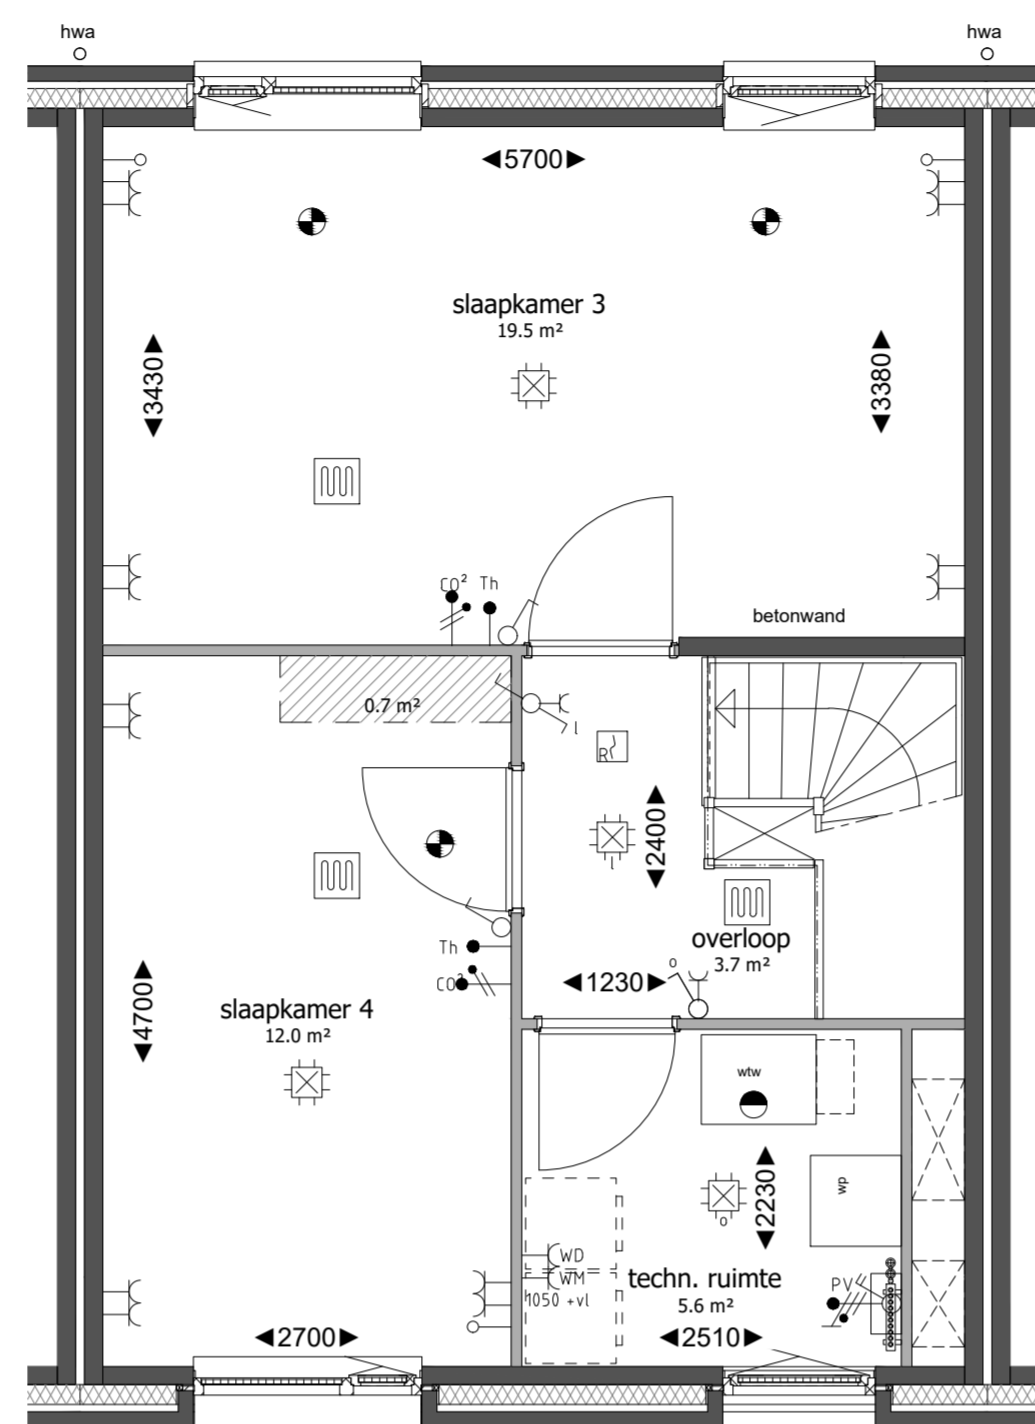 hwa
hwa
5700
slaapkamer 3
19.5 m²
3430
3380
CO²
Th
betonwand
0.7 m²
l
R
2400
l
overloop
3.7 m²
Th
CO²
o
1230
4700
slaapkamer 4
12.0 m²
wtw
wp
2230
o
WD
WM
1050 +vl
techn. ruimte
5.6 m²
PV
2700
2510